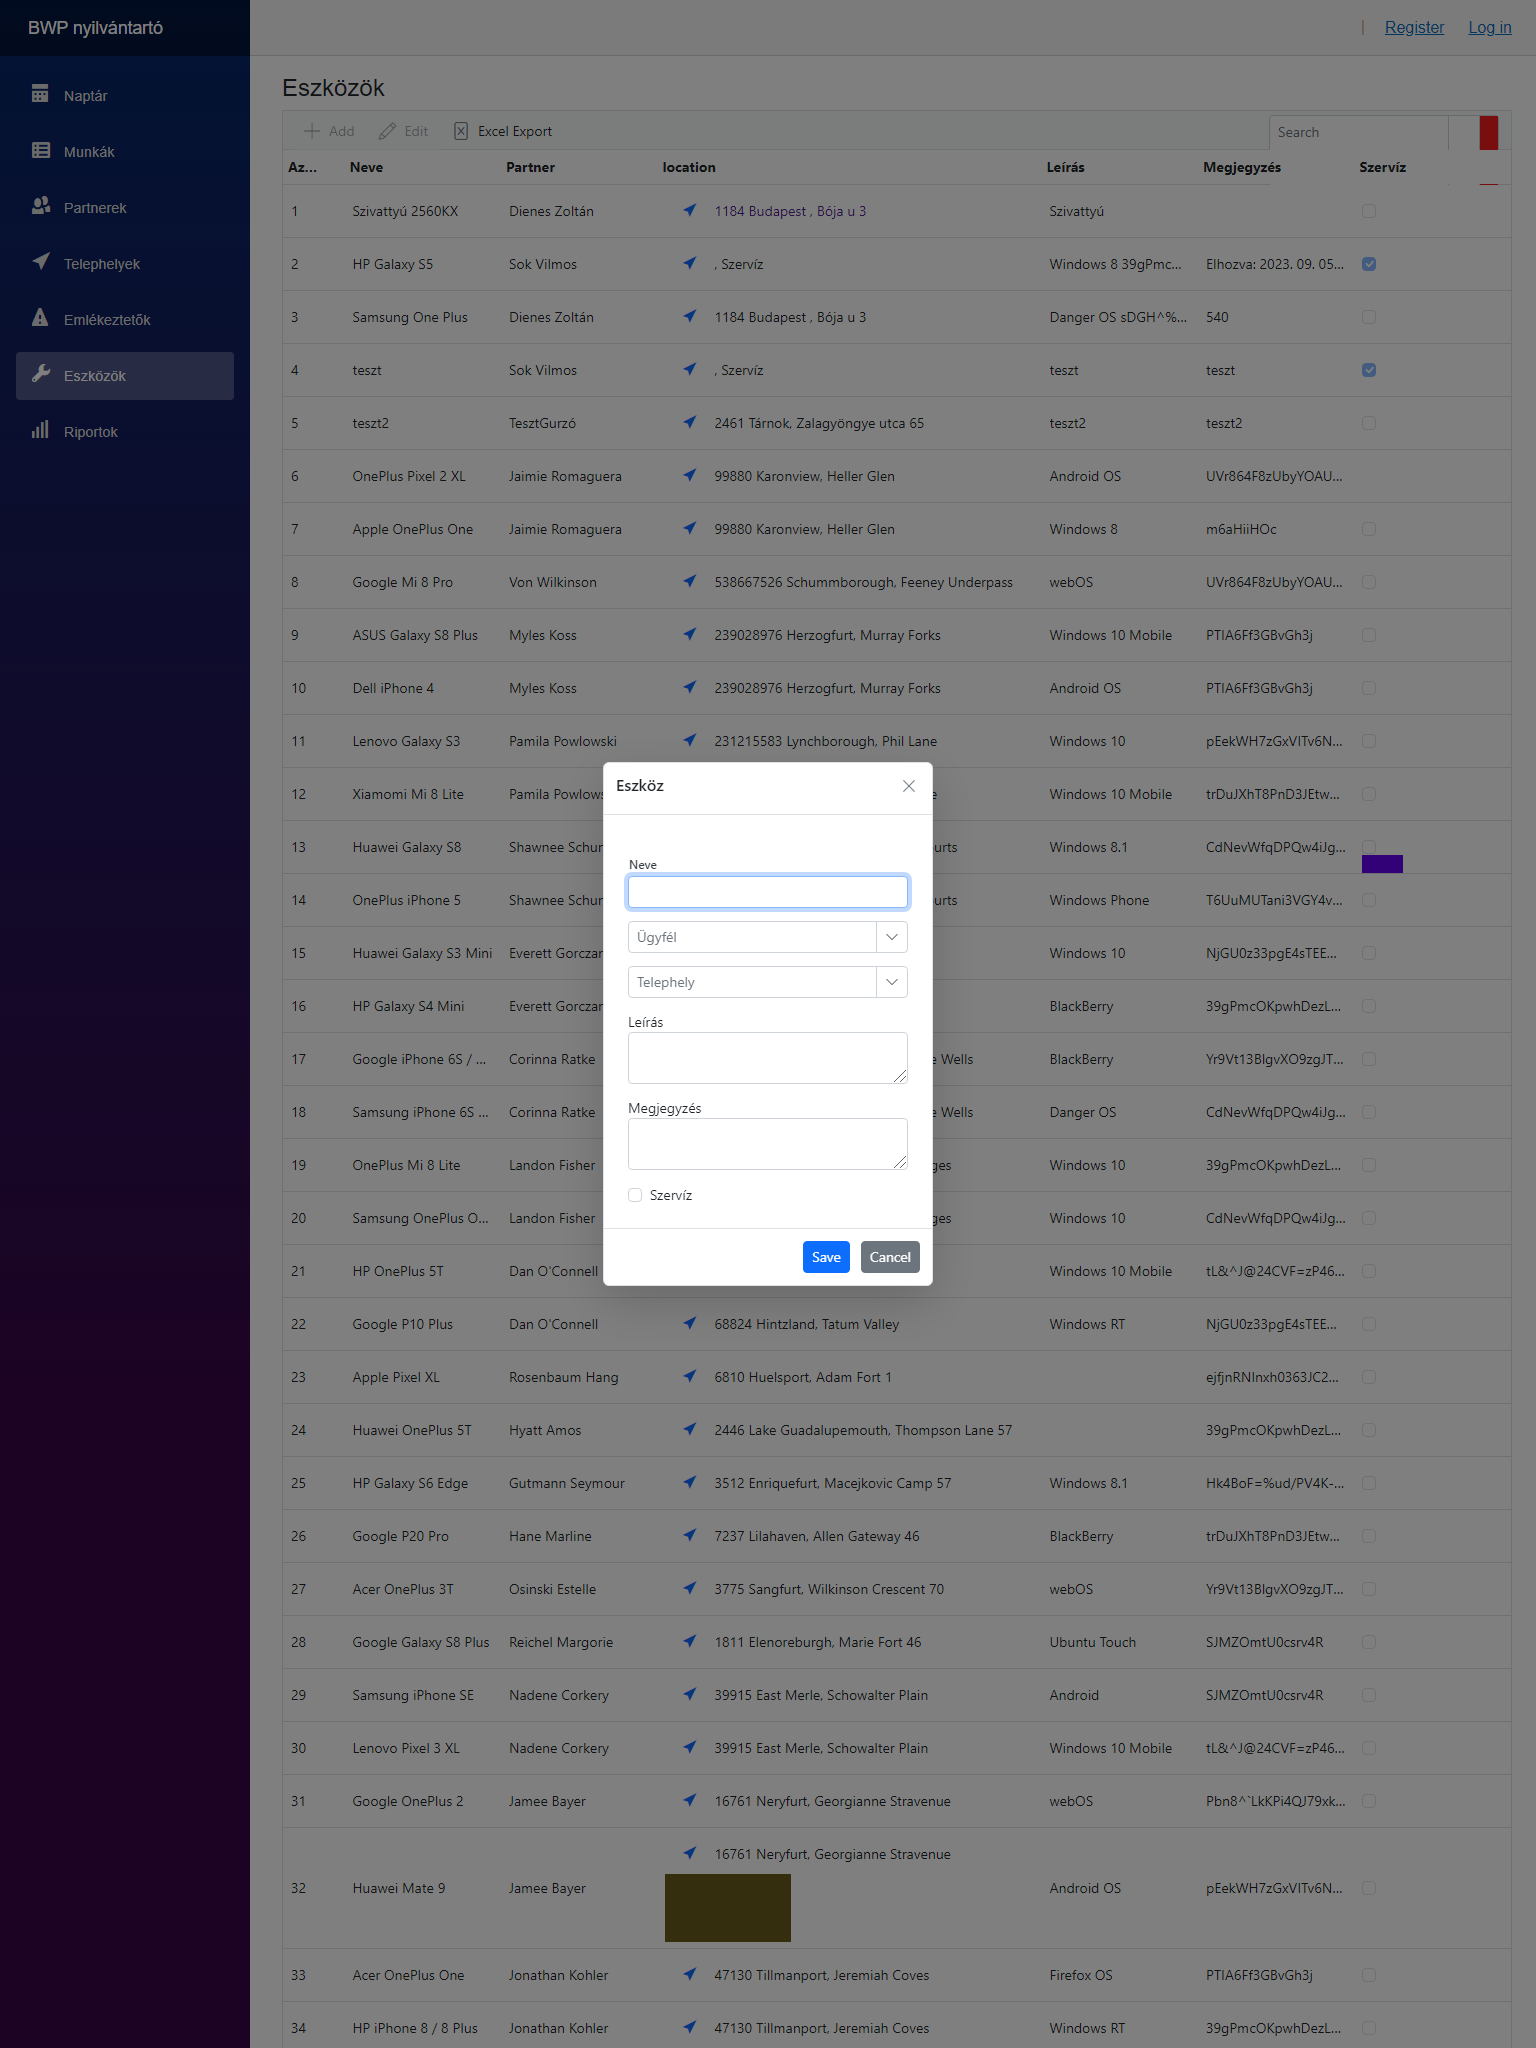 BWP nyilvántartó
Register Log in
Naptár
Munkák
Partnerek
Telephelyek
Emlékeztetők
Eszközök
Riportok
Eszközök
Add Edit Excel Export Search
Az... Neve Partner location Leírás Megjegyzés Szervíz
1 Szivattyú 2560KX Dienes Zoltán 1184 Budapest , Bója u 3 Szivattyú
2 HP Galaxy S5 Sok Vilmos , Szervíz Windows 8 39gPmc... Elhozva: 2023. 09. 05...
3 Samsung One Plus Dienes Zoltán 1184 Budapest , Bója u 3 Danger OS sDGH^%... 540
4 teszt Sok Vilmos , Szervíz teszt teszt
5 teszt2 TesztGurzó 2461 Tárnok, Zalagyöngye utca 65 teszt2 teszt2
6 OnePlus Pixel 2 XL Jaimie Romaguera 99880 Karonview, Heller Glen Android OS UVr864F8zUbyYOAU...
7 Apple OnePlus One Jaimie Romaguera 99880 Karonview, Heller Glen Windows 8 m6aHiiHOc
8 Google Mi 8 Pro Von Wilkinson 538667526 Schummborough, Feeney Underpass webOS UVr864F8zUbyYOAU...
9 ASUS Galaxy S8 Plus Myles Koss 239028976 Herzogfurt, Murray Forks Windows 10 Mobile PTIA6Ff3GBvGh3j
10 Dell iPhone 4 Myles Koss 239028976 Herzogfurt, Murray Forks Android OS PTIA6Ff3GBvGh3j
11 Lenovo Galaxy S3 Pamila Powlowski 231215583 Lynchborough, Phil Lane Windows 10 pEekWH7zGxVITv6N...
12 Xiamomi Mi 8 Lite Pamila Powlows e Windows 10 Mobile trDuJXhT8PnD3JEtw...
13 Huawei Galaxy S8 Shawnee Schur urts Windows 8.1 CdNevWfqDPQw4iJg...
14 OnePlus iPhone 5 Shawnee Schur urts Windows Phone T6UuMUTani3VGY4v...
15 Huawei Galaxy S3 Mini Everett Gorczar Windows 10 NjGU0z33pgE4sTEE...
16 HP Galaxy S4 Mini Everett Gorczar BlackBerry 39gPmcOKpwhDezL...
17 Google iPhone 6S / ... Corinna Ratke e Wells BlackBerry Yr9Vt13BIgvXO9zgJT...
18 Samsung iPhone 6S ... Corinna Ratke e Wells Danger OS CdNevWfqDPQw4iJg...
19 OnePlus Mi 8 Lite Landon Fisher ges Windows 10 39gPmcOKpwhDezL...
20 Samsung OnePlus O... Landon Fisher ges Windows 10 CdNevWfqDPQw4iJg...
21 HP OnePlus 5T Dan O'Connell Windows 10 Mobile tL&^J@24CVF=zP46...
22 Google P10 Plus Dan O'Connell 68824 Hintzland, Tatum Valley Windows RT NjGU0z33pgE4sTEE...
23 Apple Pixel XL Rosenbaum Hang 6810 Huelsport, Adam Fort 1 ejfjnRNInxh0363JC2...
24 Huawei OnePlus 5T Hyatt Amos 2446 Lake Guadalupemouth, Thompson Lane 57 39gPmcOKpwhDezL...
25 HP Galaxy S6 Edge Gutmann Seymour 3512 Enriquefurt, Macejkovic Camp 57 Windows 8.1 Hk4BoF=%ud/PV4K-...
26 Google P20 Pro Hane Marline 7237 Lilahaven, Allen Gateway 46 BlackBerry trDuJXhT8PnD3JEtw...
27 Acer OnePlus 3T Osinski Estelle 3775 Sangfurt, Wilkinson Crescent 70 webOS Yr9Vt13BIgvXO9zgJT...
28 Google Galaxy S8 Plus Reichel Margorie 1811 Elenoreburgh, Marie Fort 46 Ubuntu Touch SJMZOmtU0csrv4R
29 Samsung iPhone SE Nadene Corkery 39915 East Merle, Schowalter Plain Android SJMZOmtU0csrv4R
30 Lenovo Pixel 3 XL Nadene Corkery 39915 East Merle, Schowalter Plain Windows 10 Mobile tL&^J@24CVF=zP46...
31 Google OnePlus 2 Jamee Bayer 16761 Neryfurt, Georgianne Stravenue webOS Pbn8^`LkKPi4QJ79xk...
16761 Neryfurt, Georgianne Stravenue
32 Huawei Mate 9 Jamee Bayer Android OS pEekWH7zGxVITv6N...
33 Acer OnePlus One Jonathan Kohler 47130 Tillmanport, Jeremiah Coves Firefox OS PTIA6Ff3GBvGh3j
34 HP iPhone 8 / 8 Plus Jonathan Kohler 47130 Tillmanport, Jeremiah Coves Windows RT 39gPmcOKpwhDezL...
Eszköz
Neve
Ügyfél
Telephely
Leírás
Megjegyzés
Szervíz
Save Cancel